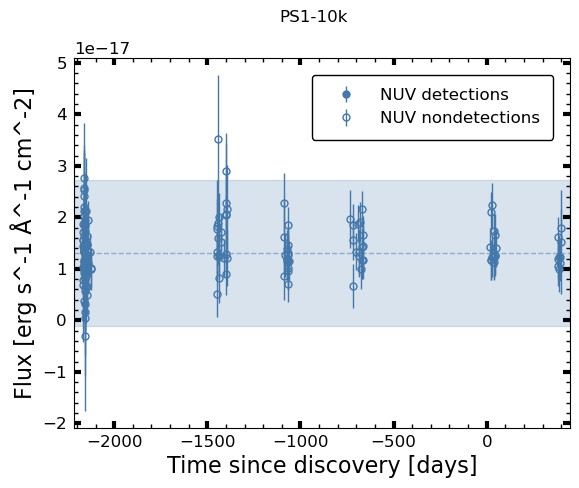 PS1-10k
1e−17
NUV detections
NUV nondetections
Flux [erg s^-1 Å^-1 cm^-2]
5
4
3
2
1
0
−1
−2
−2000 −1500 −1000 −500 0
Time since discovery [days]